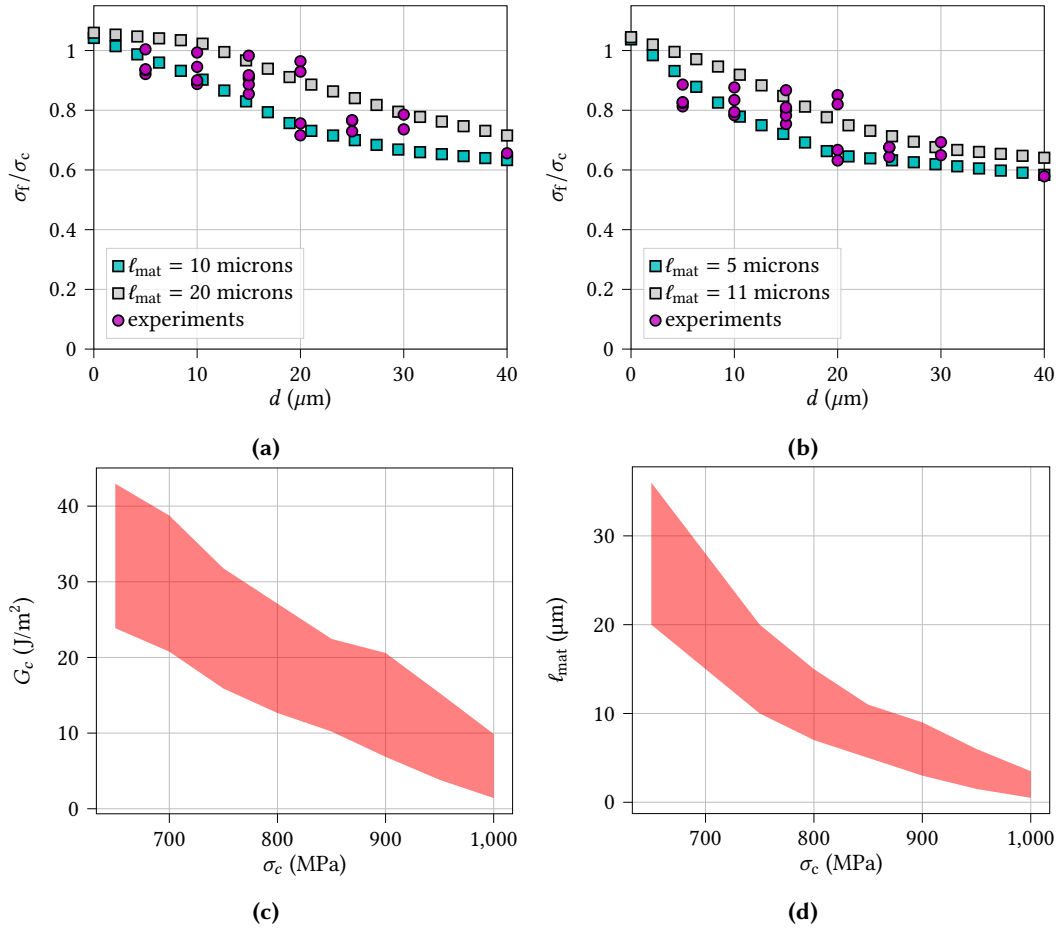 1
0.8
0.6
0.4
0.2
0
σf/σc
ℓmat = 10 microns
ℓmat = 20 microns
experiments
0 10 20 30 40
d (μm)
(a)
1
0.8
0.6
0.4
0.2
0
σf/σc
ℓmat = 5 microns
ℓmat = 11 microns
experiments
0 10 20 30 40
d (μm)
(b)
40
30
20
10
0
Gc (J/m²)
700 800 900 1,000
σc (MPa)
(c)
30
20
10
0
ℓmat (μm)
700 800 900 1,000
σc (MPa)
(d)